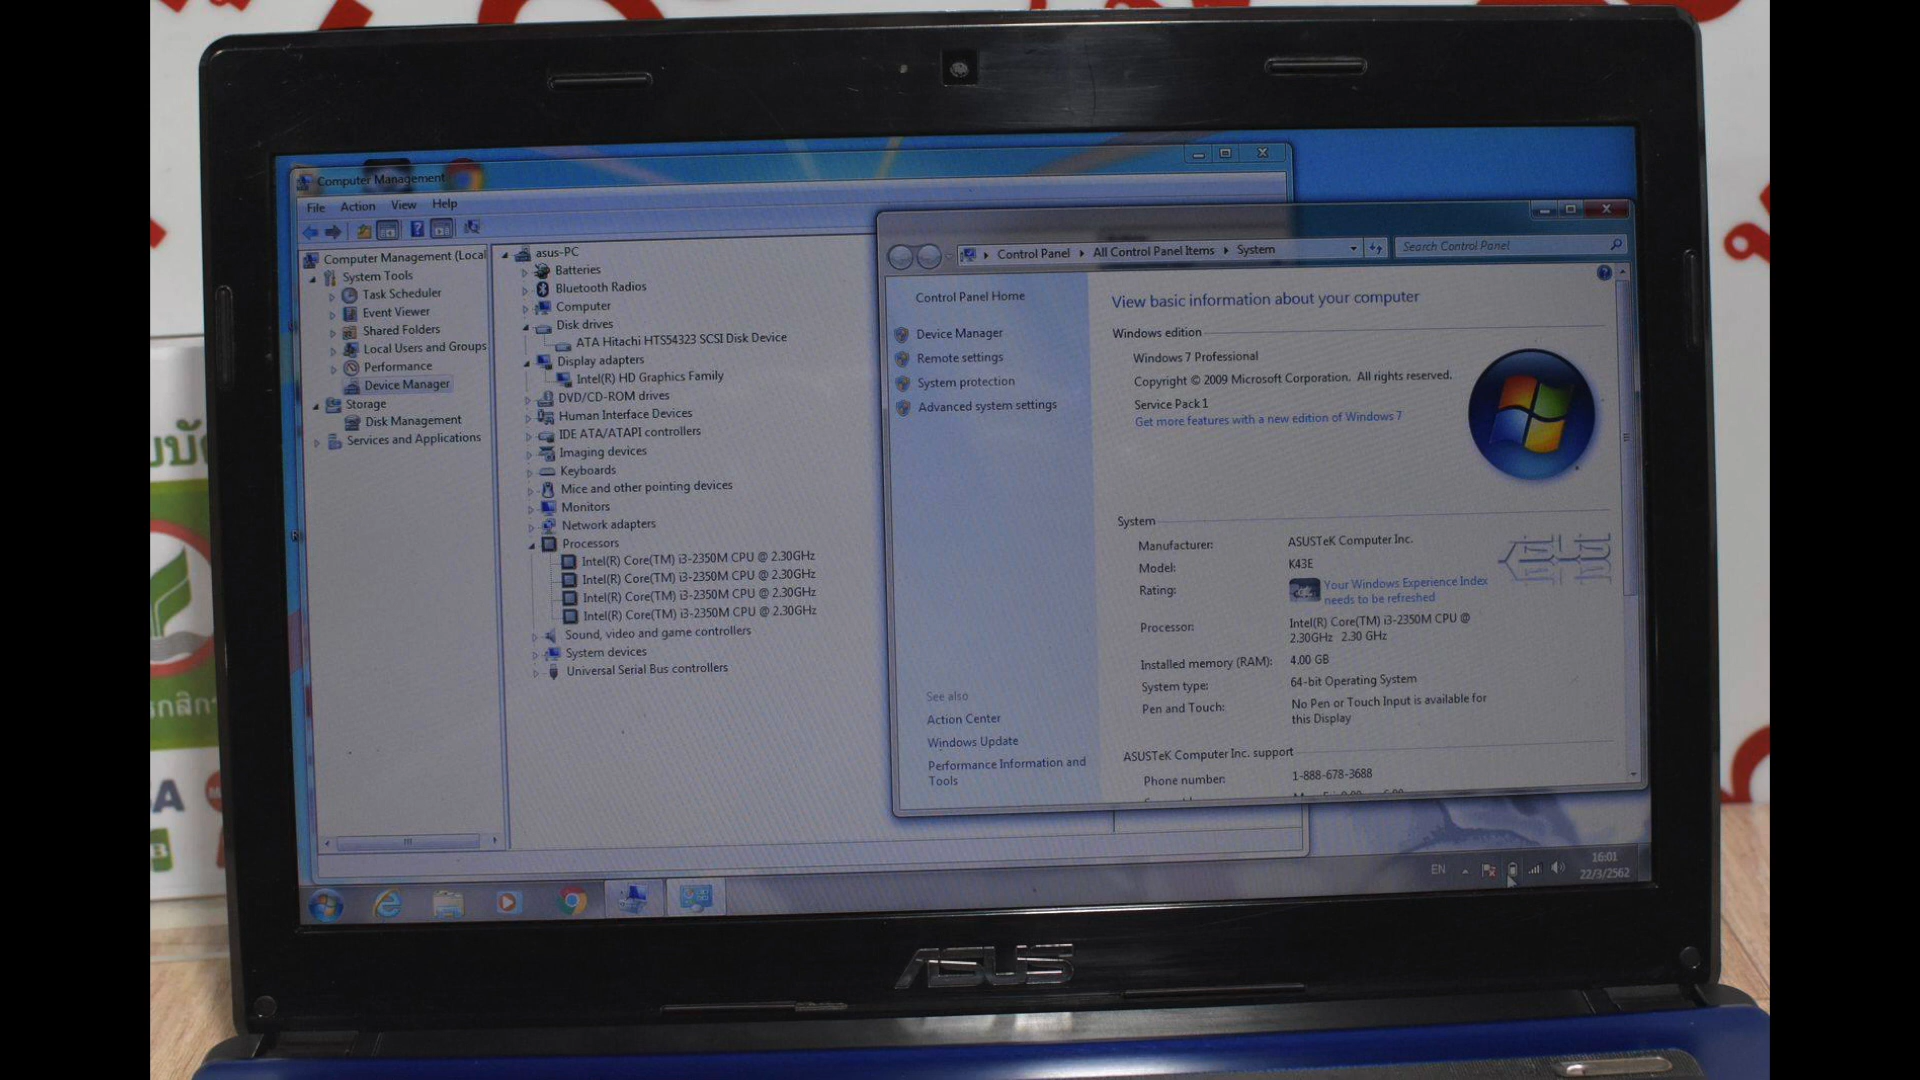 Computer Management
File Action View Help
Computer Management (Local
System Tools
Task Scheduler
Event Viewer
Shared Folders
Local Users and Groups
Performance
Device Manager
Storage
Disk Management
Services and Applications
asus-PC
Batteries
Bluetooth Radios
Computer
Disk drives
ATA Hitachi HTS54323 SCSI Disk Device
Display adapters
Intel(R) HD Graphics Family
DVD/CD-ROM drives
Human Interface Devices
IDE ATA/ATAPI controllers
Imaging devices
Keyboards
Mice and other pointing devices
Monitors
Network adapters
Processors
Intel(R) Core(TM) i3-2350M CPU @ 2.30GHz
Intel(R) Core(TM) i3-2350M CPU @ 2.30GHz
Intel(R) Core(TM) i3-2350M CPU @ 2.30GHz
Intel(R) Core(TM) i3-2350M CPU @ 2.30GHz
Sound, video and game controllers
System devices
Universal Serial Bus controllers
Control Panel All Control Panel Items System
Search Control Panel
Control Panel Home
Device Manager
Remote settings
System protection
Advanced system settings
See also
Action Center
Windows Update
Performance Information and
Tools
View basic information about your computer
Windows edition
Windows 7 Professional
Copyright © 2009 Microsoft Corporation. All rights reserved.
Service Pack 1
Get more features with a new edition of Windows 7
System
Manufacturer: ASUSTeK Computer Inc.
Model: K43E
Rating: Your Windows Experience Index
needs to be refreshed
Processor: Intel(R) Core(TM) i3-2350M CPU @
2.30GHz 2.30 GHz
Installed memory (RAM): 4.00 GB
System type: 64-bit Operating System
Pen and Touch: No Pen or Touch Input is available for
this Display
ASUS
ASUSTeK Computer Inc. support
Phone number: 1-888-678-3688
EN
16:01
22/3/2562
ASUS